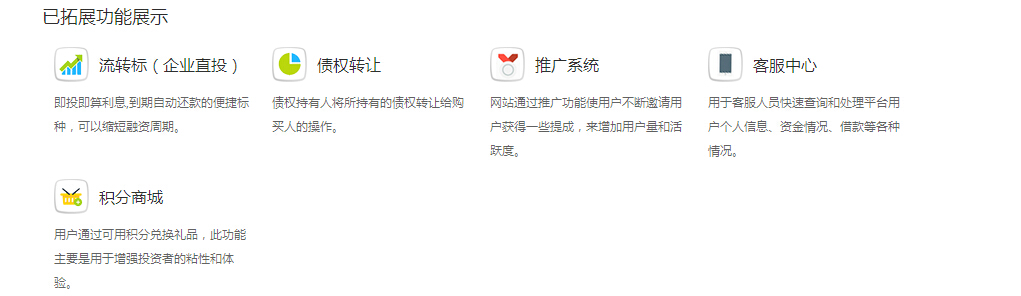 已拓展功能展示
流转标（企业直投）
即投即算利息,到期自动还款的便捷标
种，可以缩短融资周期。
债权转让
债权持有人将所持有的债权转让给购
买人的操作。
推广系统
网站通过推广功能使用户不断邀请用
户获得一些提成，来增加用户量和活
跃度。
客服中心
用于客服人员快速查询和处理平台用
户个人信息、资金情况、借款等各种
情况。
积分商城
用户通过可用积分兑换礼品，此功能
主要是用于增强投资者的粘性和体
验。